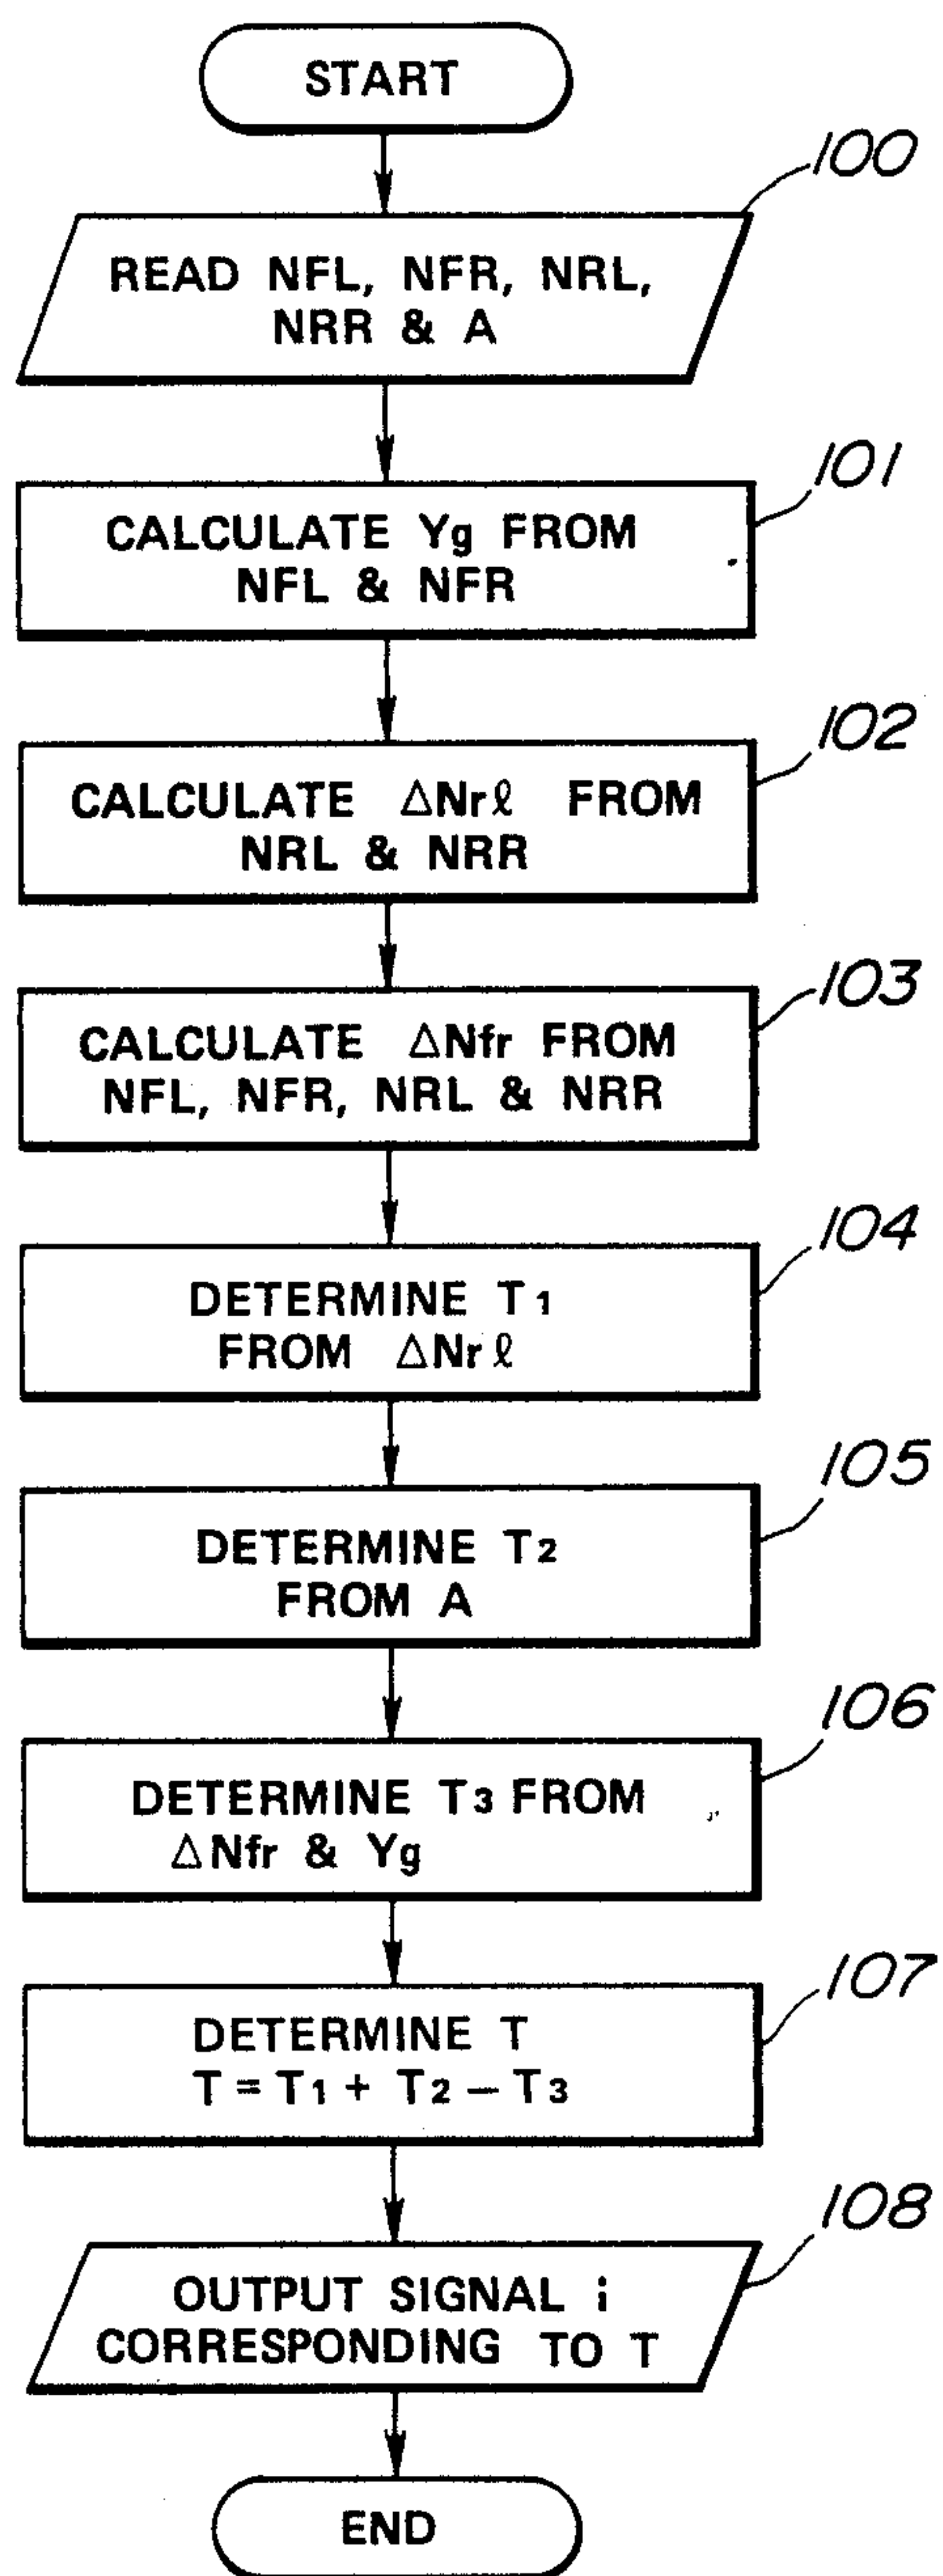 START
100
READ NFL, NFR, NRL,
NRR & A
101
CALCULATE Yg FROM
NFL & NFR
102
CALCULATE ΔNrℓ FROM
NRL & NRR
103
CALCULATE ΔNfr FROM
NFL, NFR, NRL & NRR
104
DETERMINE T1
FROM ΔNrℓ
105
DETERMINE T2
FROM A
106
DETERMINE T3 FROM
ΔNfr & Yg
107
DETERMINE T
T = T1 + T2 – T3
108
OUTPUT SIGNAL i
CORRESPONDING TO T
END